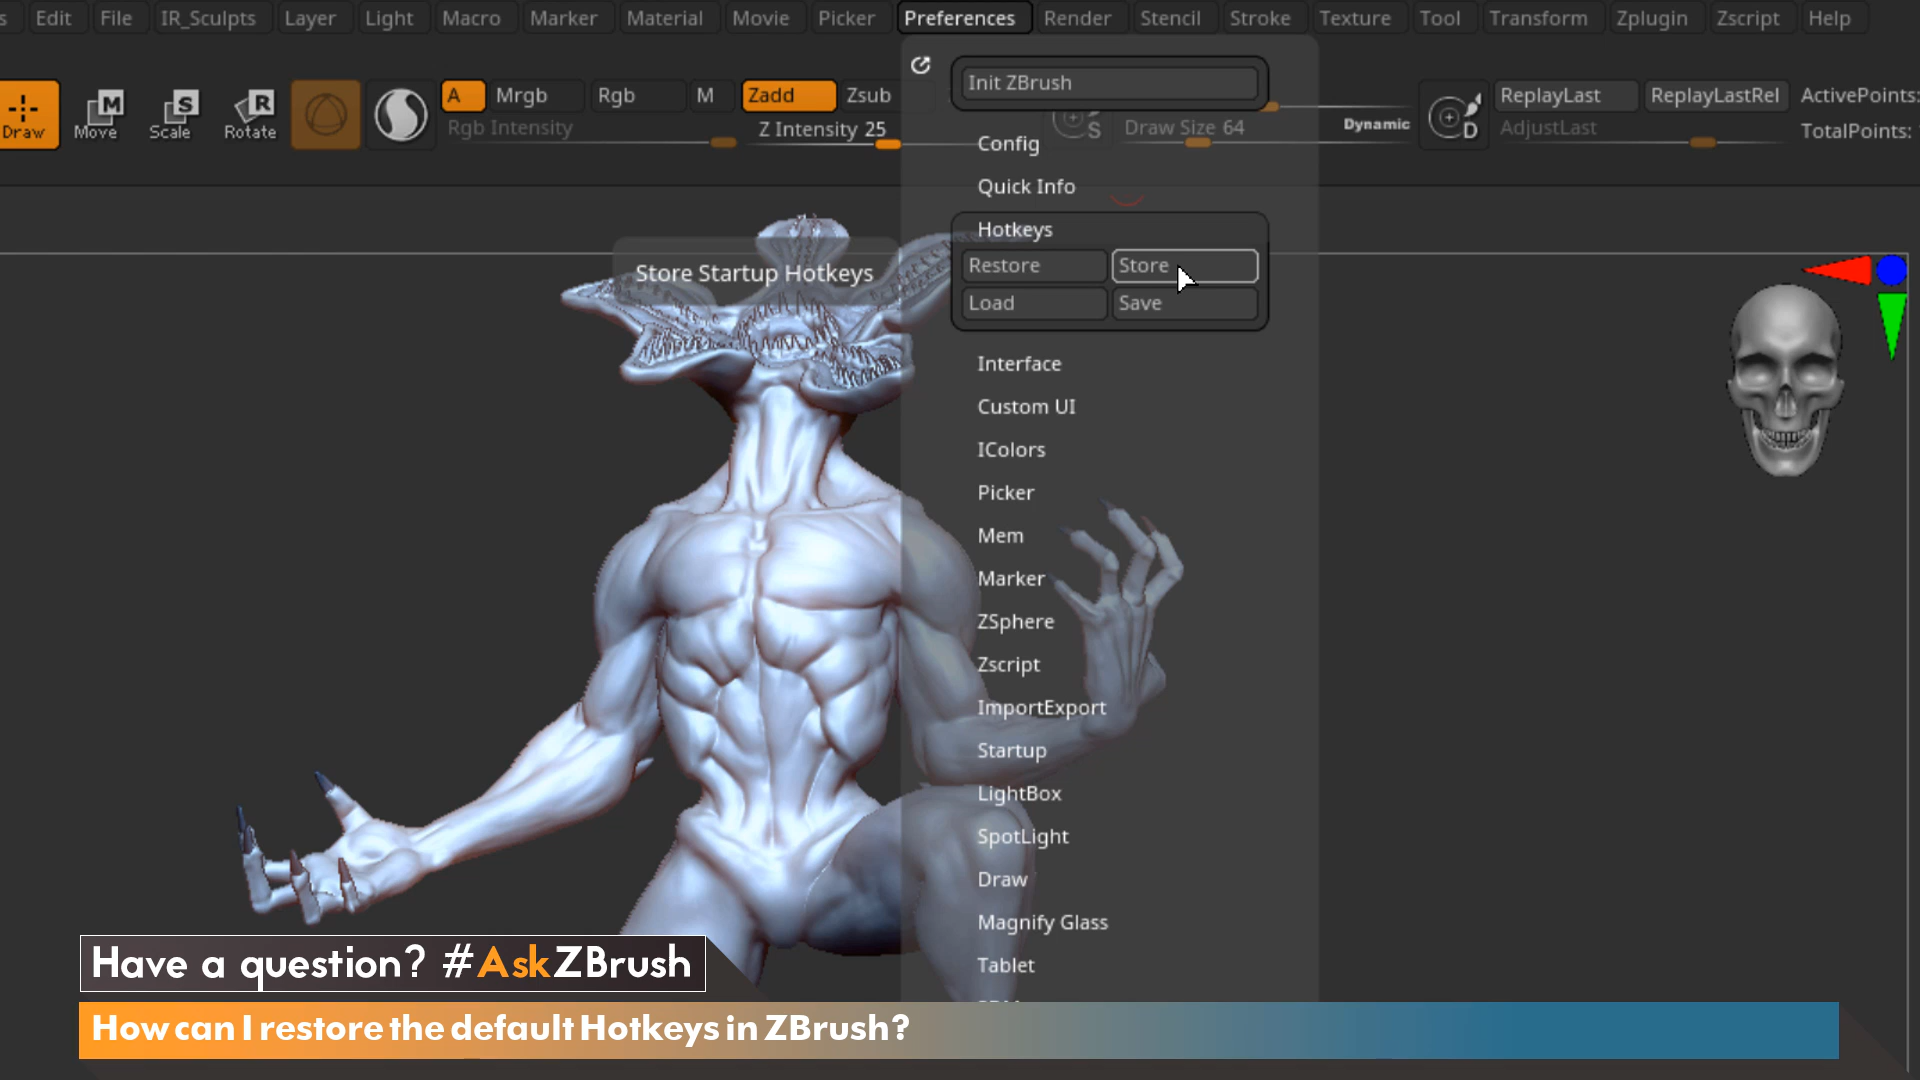 s Edit File IR_Sculpts Layer Light Macro Marker Material Movie Picker Preferences Render Stencil Stroke Texture Tool Transform Zplugin Zscript Help
Init ZBrush
Draw
M
Move
S
Scale
R
Rotate
A Mrgb Rgb M Zadd Zsub
Rgb Intensity Z Intensity 25
S
Draw Size 64
Dynamic
D
ReplayLast ReplayLastRel ActivePoints:
AdjustLast TotalPoints:
Config
Quick Info
Hotkeys
Restore Store
Load Save
Store Startup Hotkeys
Interface
Custom UI
IColors
Picker
Mem
Marker
ZSphere
Zscript
ImportExport
Startup
LightBox
SpotLight
Draw
Magnify Glass
Tablet
Have a question? #AskZBrush
How can I restore the default Hotkeys in ZBrush?